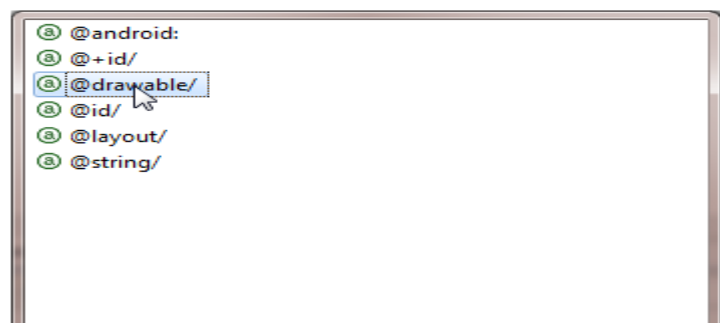 @android:
@+id/
@drawable/
@id/
@layout/
@string/